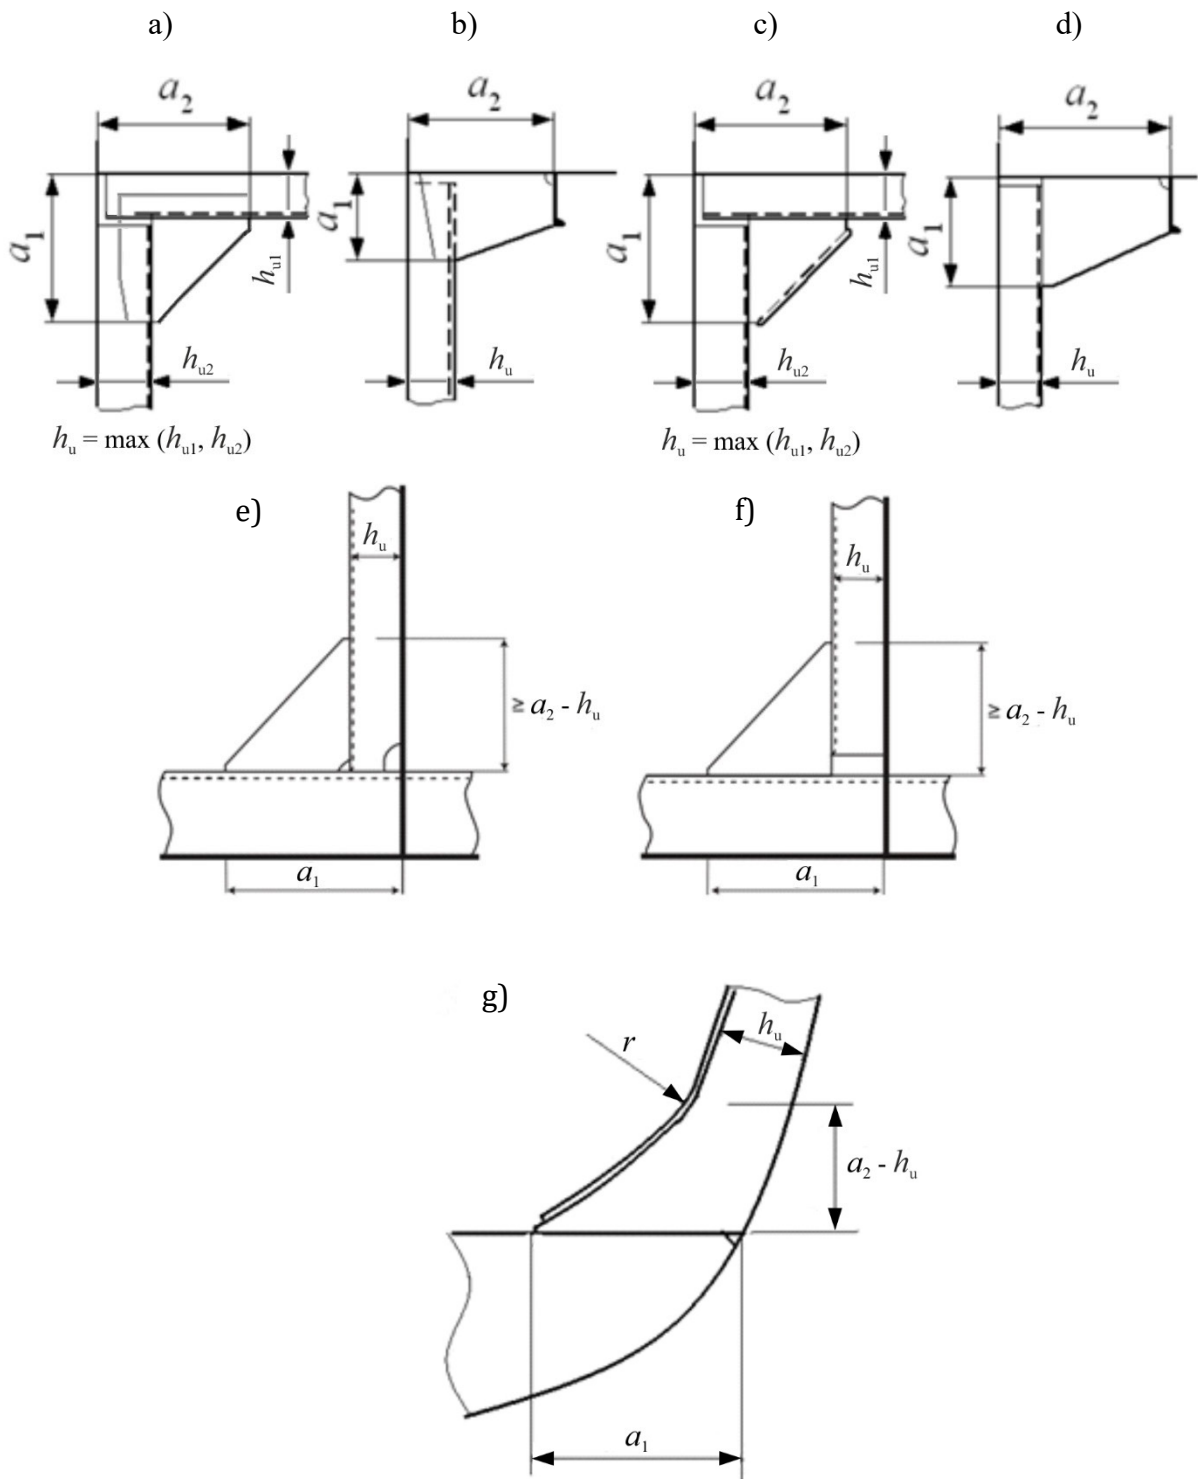 a) b) c) d)
a₂ a₂ a₂ a₂
a₁ a₁ a₁ a₁
hᵤ₁ hᵤ₁
hᵤ₂ hᵤ hᵤ₂ hᵤ
hᵤ = max (hᵤ₁, hᵤ₂) hᵤ = max (hᵤ₁, hᵤ₂)
e) f)
hᵤ hᵤ
≥ a₂ - hᵤ ≥ a₂ - hᵤ
a₁ a₁
g)
r hᵤ
a₂ - hᵤ
a₁